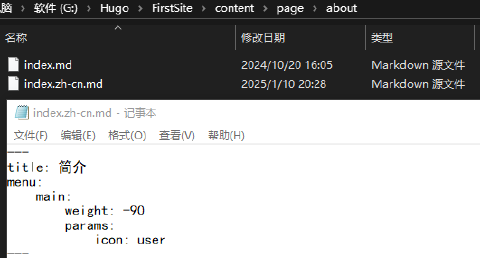 脑 › 软件 (G:) › Hugo › FirstSite › content › page › about
名称 修改日期 类型
index.md 2024/10/20 16:05 Markdown 源文件
index.zh-cn.md 2025/1/10 20:28 Markdown 源文件
index.zh-cn.md - 记事本
文件(F) 编辑(E) 格式(O) 查看(V) 帮助(H)
---
title: 简介
menu:
    main:
        weight: -90
        params:
            icon: user
---